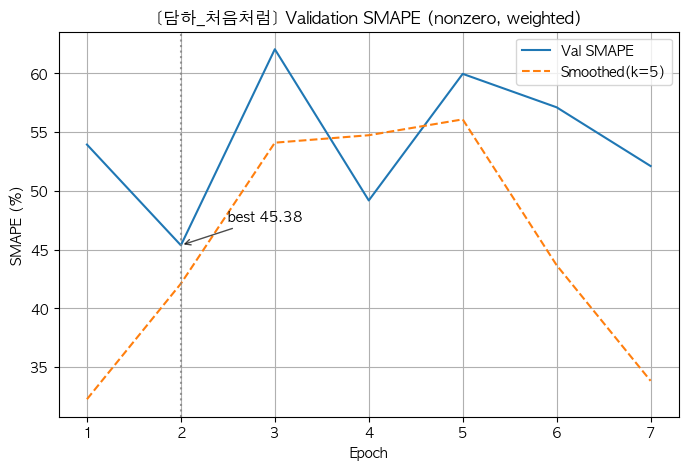 [담하_처음처럼] Validation SMAPE (nonzero, weighted)
Val SMAPE
Smoothed(k=5)
60
55
50
45
40
35
SMAPE (%)
best 45.38
1 2 3 4 5 6 7
Epoch